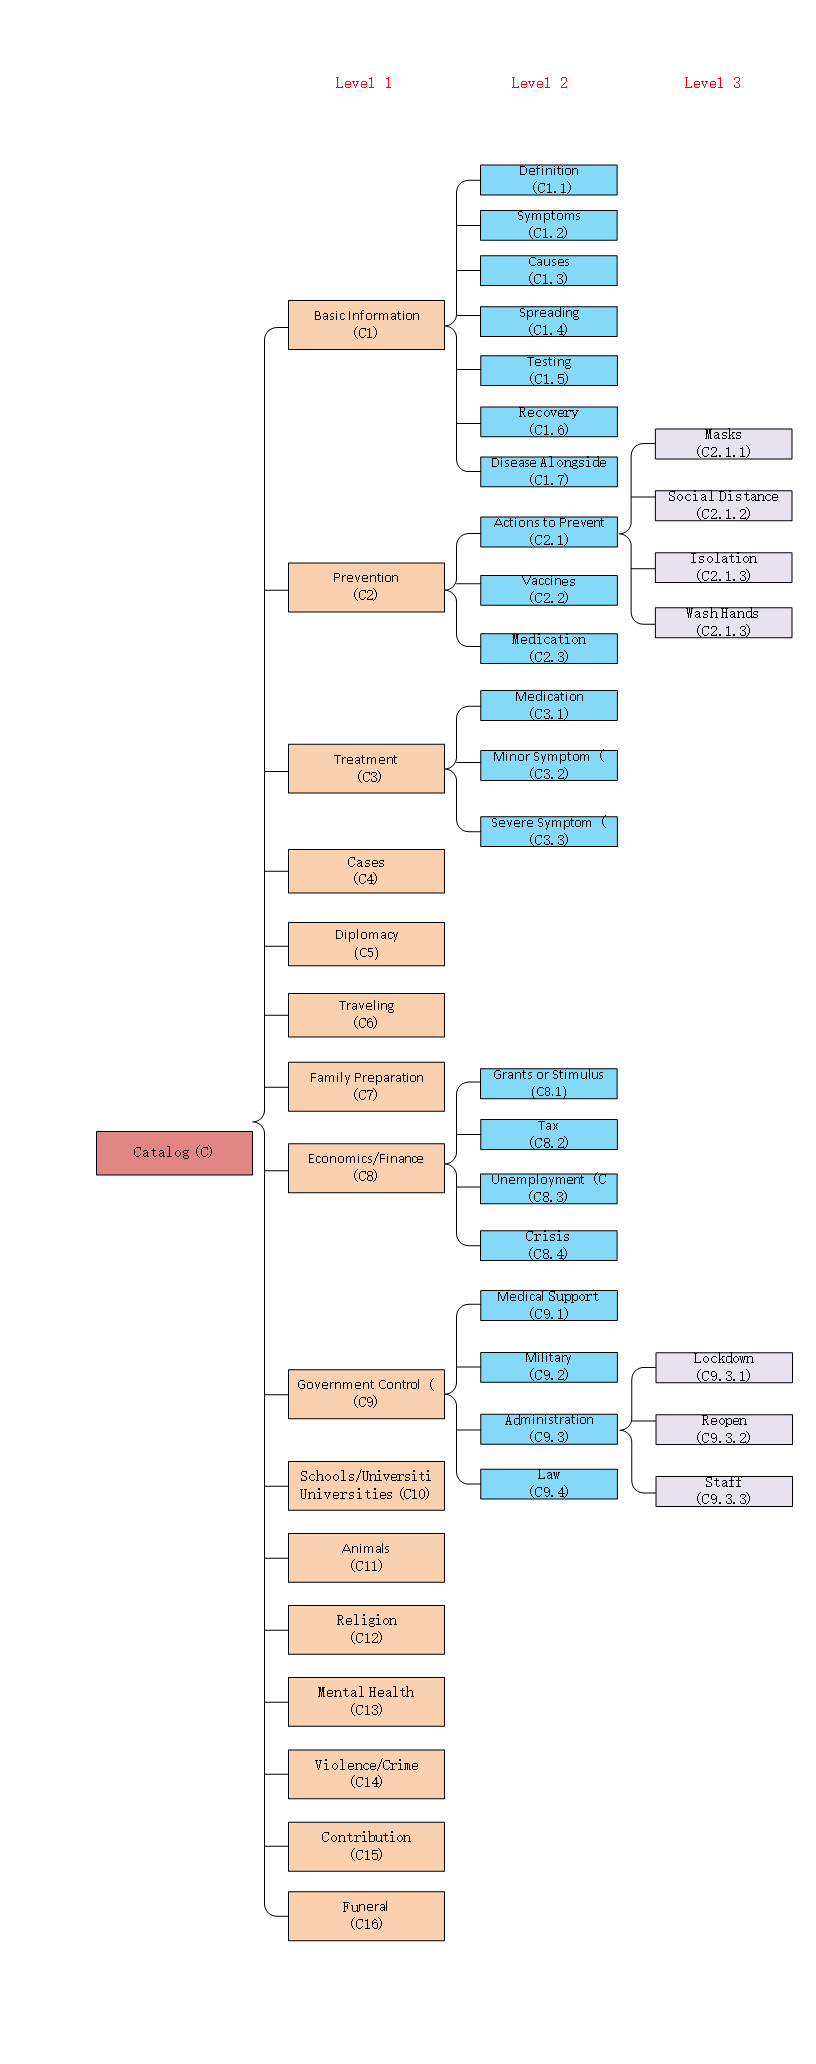 Level 1
Level 2
Level 3
Definition
(C1.1)
Symptoms
(C1.2)
Causes
(C1.3)
Basic Information
(C1)
Spreading
(C1.4)
Testing
(C1.5)
Recovery
(C1.6)
Disease Alongside
(C1.7)
Masks
(C2.1.1)
Social Distance
(C2.1.2)
Actions to Prevent
(C2.1)
Isolation
(C2.1.3)
Prevention
(C2)
Vaccines
(C2.2)
Wash Hands
(C2.1.3)
Medication
(C2.3)
Medication
(C3.1)
Treatment
(C3)
Minor Symptom (
(C3.2)
Severe Symptom (
(C3.3)
Cases
(C4)
Diplomacy
(C5)
Traveling
(C6)
Family Preparation
(C7)
Grants or Stimulus
(C8.1)
Tax
(C8.2)
Catalog (C)
Economics/Finance
(C8)
Unemployment (C
(C8.3)
Crisis
(C8.4)
Medical Support
(C9.1)
Military
(C9.2)
Lockdown
(C9.3.1)
Government Control (
(C9)
Administration
(C9.3)
Reopen
(C9.3.2)
Law
(C9.4)
Staff
(C9.3.3)
Schools/Universiti
Universities (C10)
Animals
(C11)
Religion
(C12)
Mental Health
(C13)
Violence/Crime
(C14)
Contribution
(C15)
Funeral
(C16)